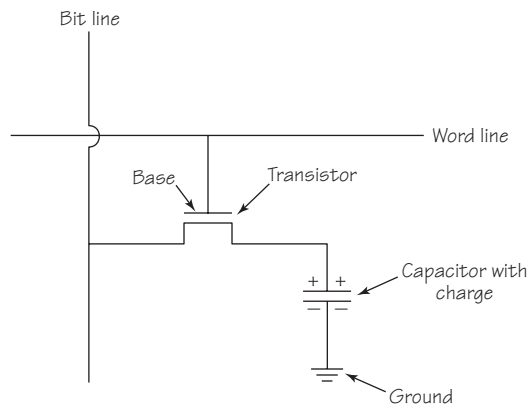 Bit line
Word line
Base
Transistor
+ +
Capacitor with
charge
– –
Ground